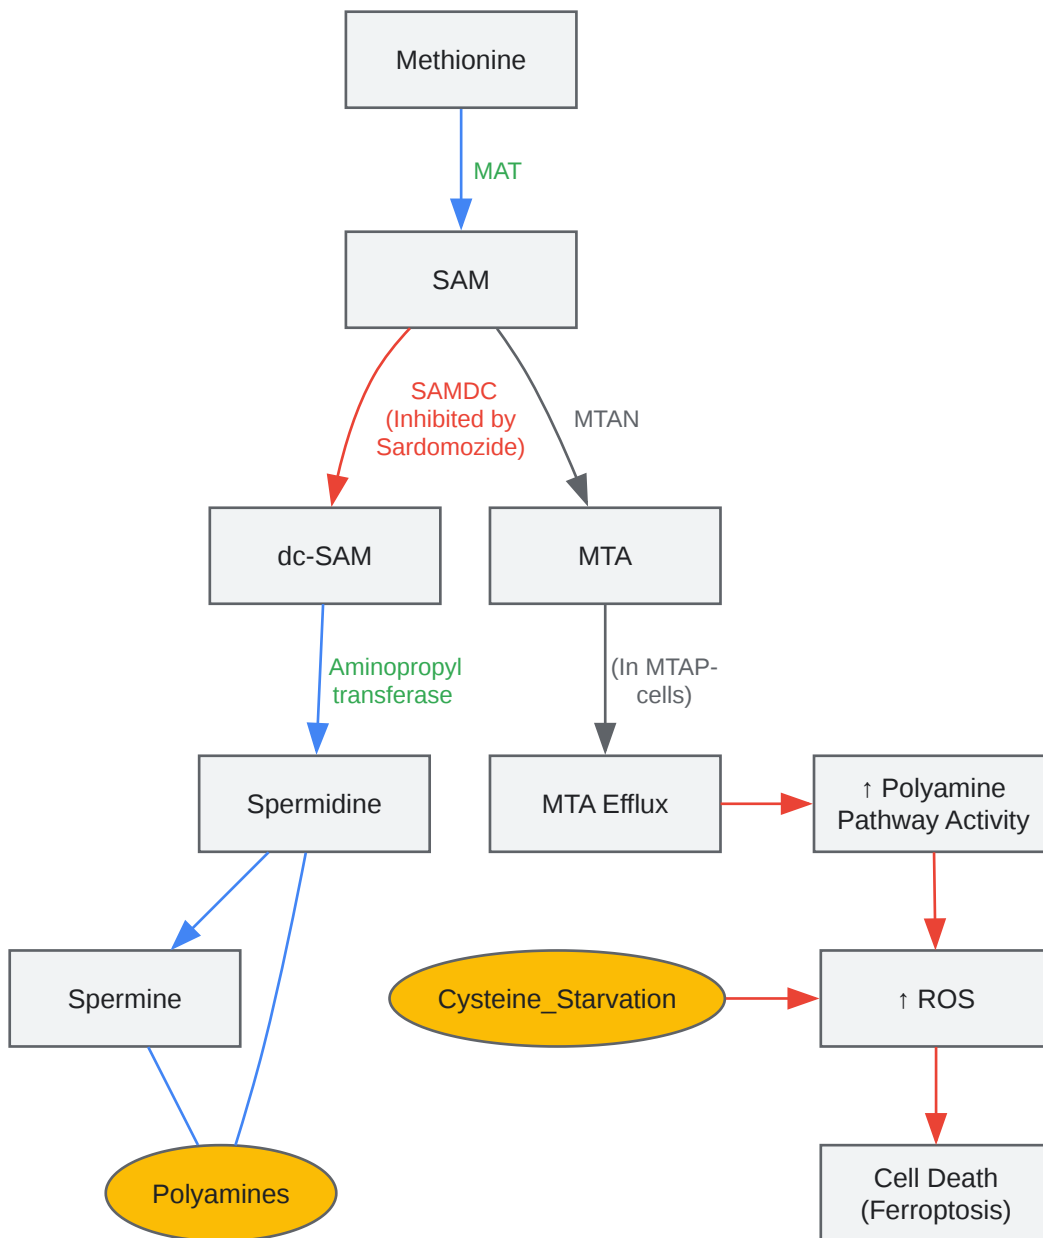 Methionine
MAT
SAM
SAMDC
(Inhibited by
Sardomozide)
MTAN
dc-SAM
MTA
Aminopropyl
transferase
(In MTAP-
cells)
Spermidine
MTA Efflux
↑ Polyamine
Pathway Activity
Spermine
Cysteine_Starvation
↑ ROS
Polyamines
Cell Death
(Ferroptosis)